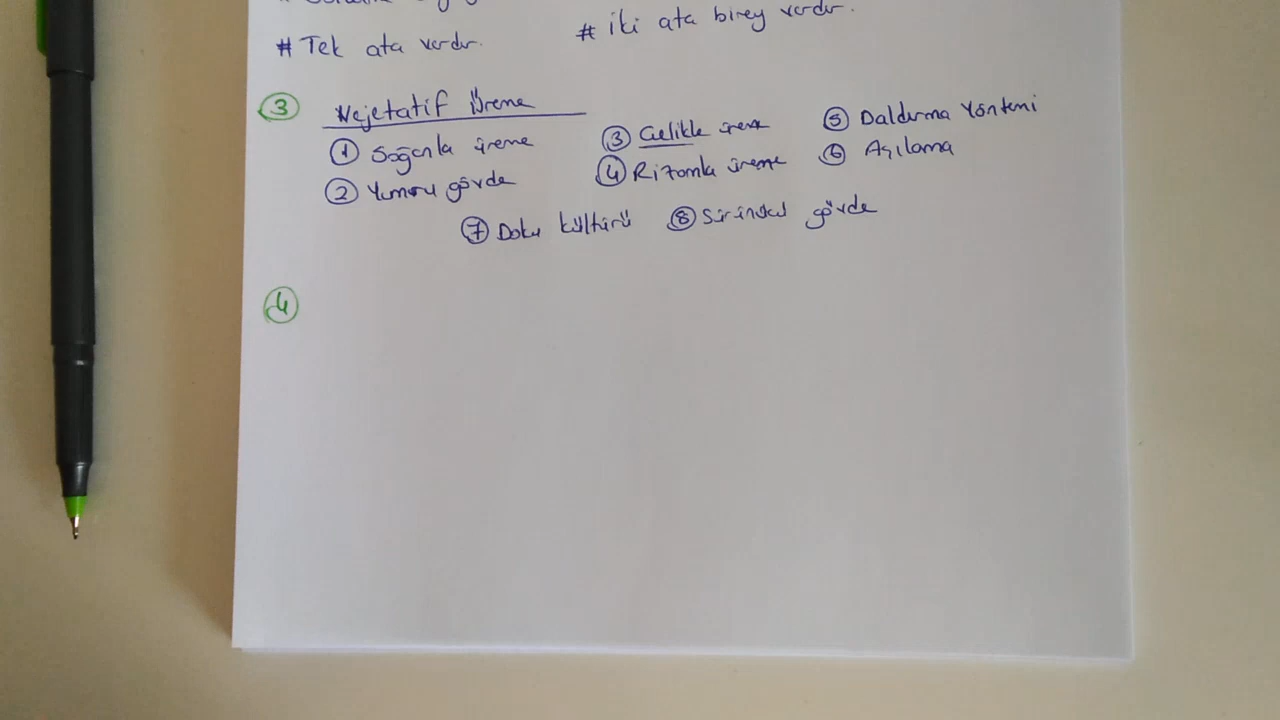 # Tek ata vardır.
# iki ata birey vardır.
3 Vejetatif Üreme
1 Soğanla üreme
2 Yumru gövde
3 Çelikle üreme
4 Rizomla üreme
5 Daldırma Yöntemi
6 Aşılama
7 Doku kültürü
8 Sürünücü gövde
4